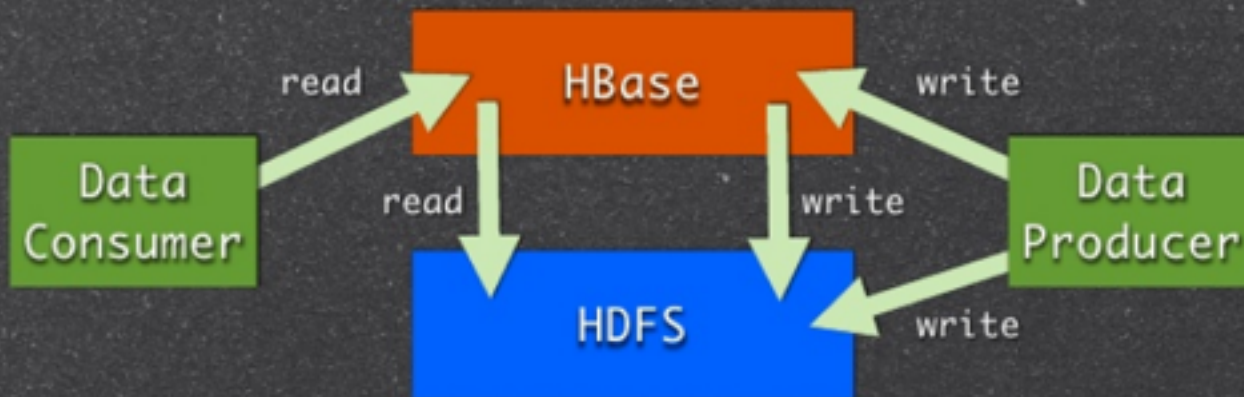 HBase
read
write
Data
Consumer
Data
Producer
read
write
HDFS
write